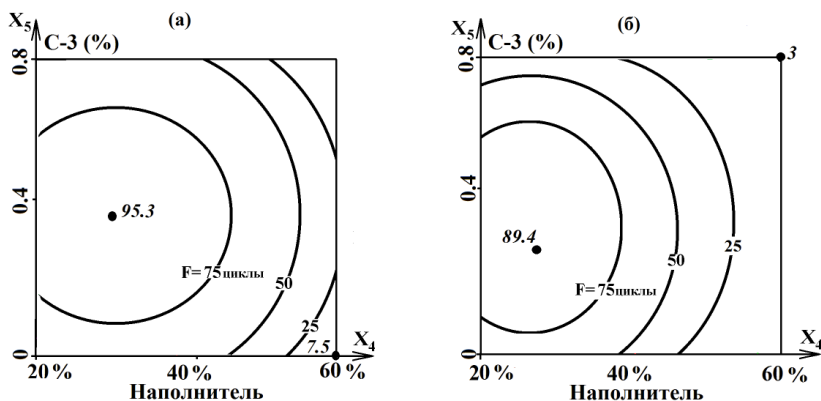 (а)
X5
C-3 (%)
0.8
0.4
0
95.3
F= 75циклы
50
25
7.5
X4
20 %
40 %
60 %
Наполнитель
(б)
X5
C-3 (%)
0.8
0.4
0
3
89.4
F= 75циклы
50
25
X4
20 %
40 %
60 %
Наполнитель